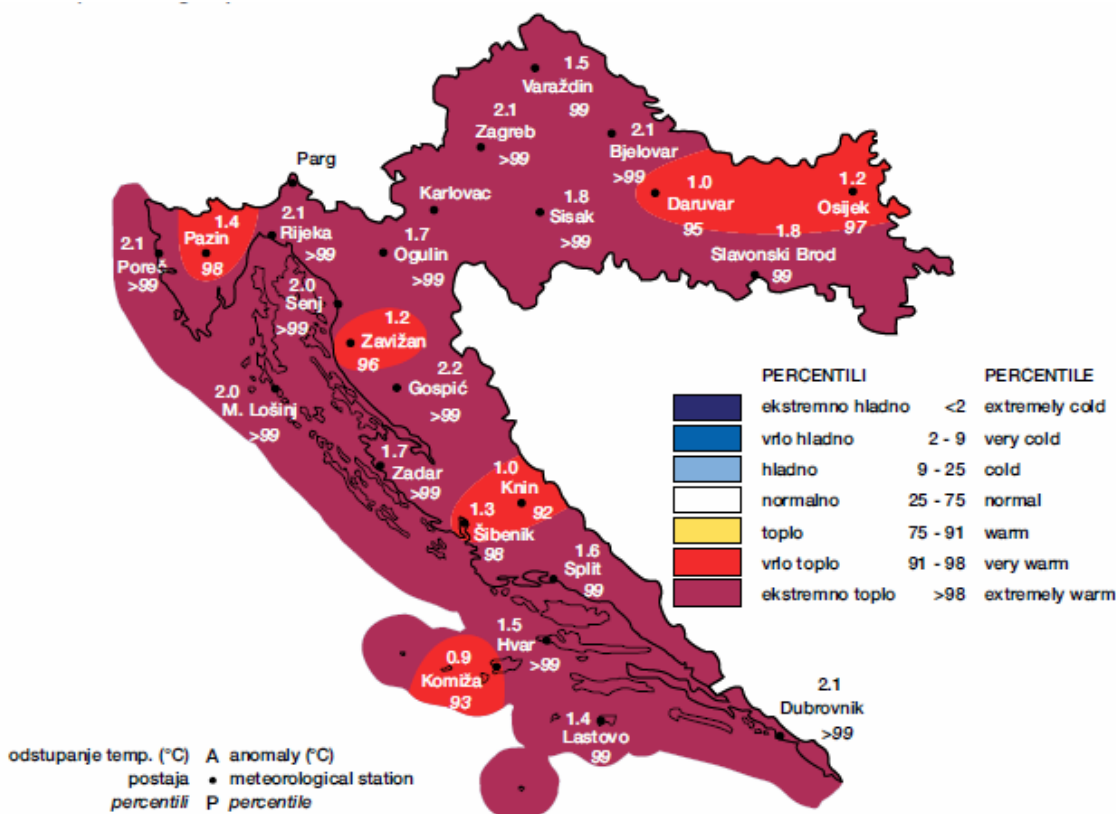 1.5
Varaždin
99
2.1
Zagreb
>99
2.1
Bjelovar
>99
Parg
Karlovac
1.0
Daruvar
95
1.2
Osijek
97
1.8
Sisak
>99
1.8
Slavonski Brod
99
1.4
Pazin
98
2.1
Rijeka
>99
2.1
Poreč
>99
1.7
Ogulin
>99
2.0
Senj
>99
1.2
Zavižan
96
2.2
Gospić
>99
2.0
M. Lošinj
>99
1.7
Zadar
>99
1.0
Knin
92
1.3
Šibenik
98
1.6
Split
99
1.5
Hvar
>99
0.9
Komiža
93
1.4
Lastovo
99
2.1
Dubrovnik
>99
PERCENTILI PERCENTILE
ekstremno hladno <2 extremely cold
vrlo hladno 2 - 9 very cold
hladno 9 - 25 cold
normalno 25 - 75 normal
toplo 75 - 91 warm
vrlo toplo 91 - 98 very warm
ekstremno toplo >98 extremely warm
odstupanje temp. (°C) A anomaly (°C)
postaja • meteorological station
percentili P percentile